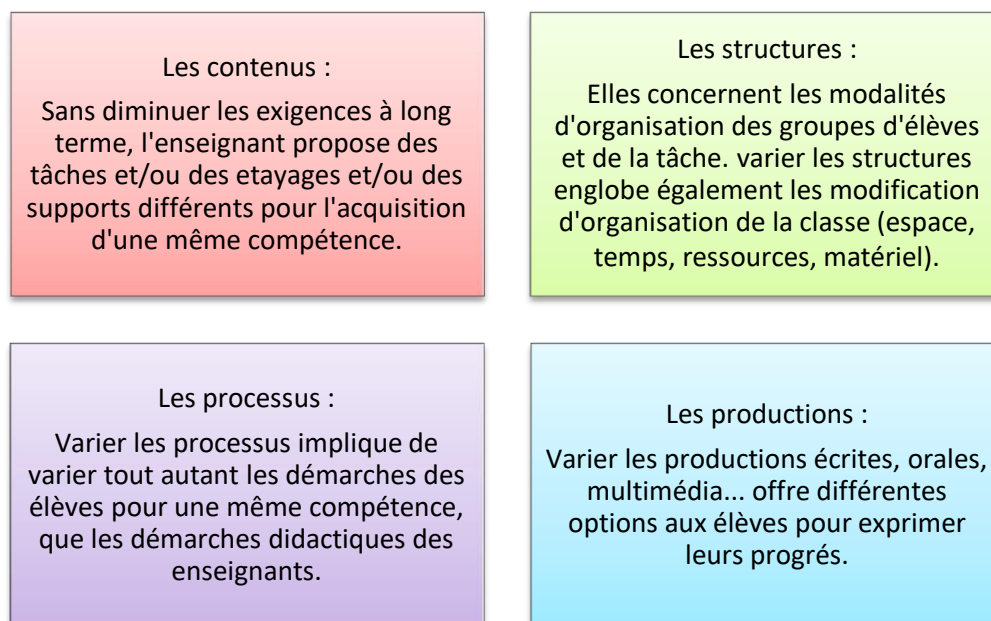 Les contenus :
Sans diminuer les exigences à long
terme, l'enseignant propose des
tâches et/ou des etayages et/ou des
supports différents pour l'acquisition
d'une même compétence.
Les structures :
Elles concernent les modalités
d'organisation des groupes d'élèves
et de la tâche. varier les structures
englobe également les modification
d'organisation de la classe (espace,
temps, ressources, matériel).
Les processus :
Varier les processus implique de
varier tout autant les démarches des
élèves pour une même compétence,
que les démarches didactiques des
enseignants.
Les productions :
Varier les productions écrites, orales,
multimédia... offre différentes
options aux élèves pour exprimer
leurs progrés.